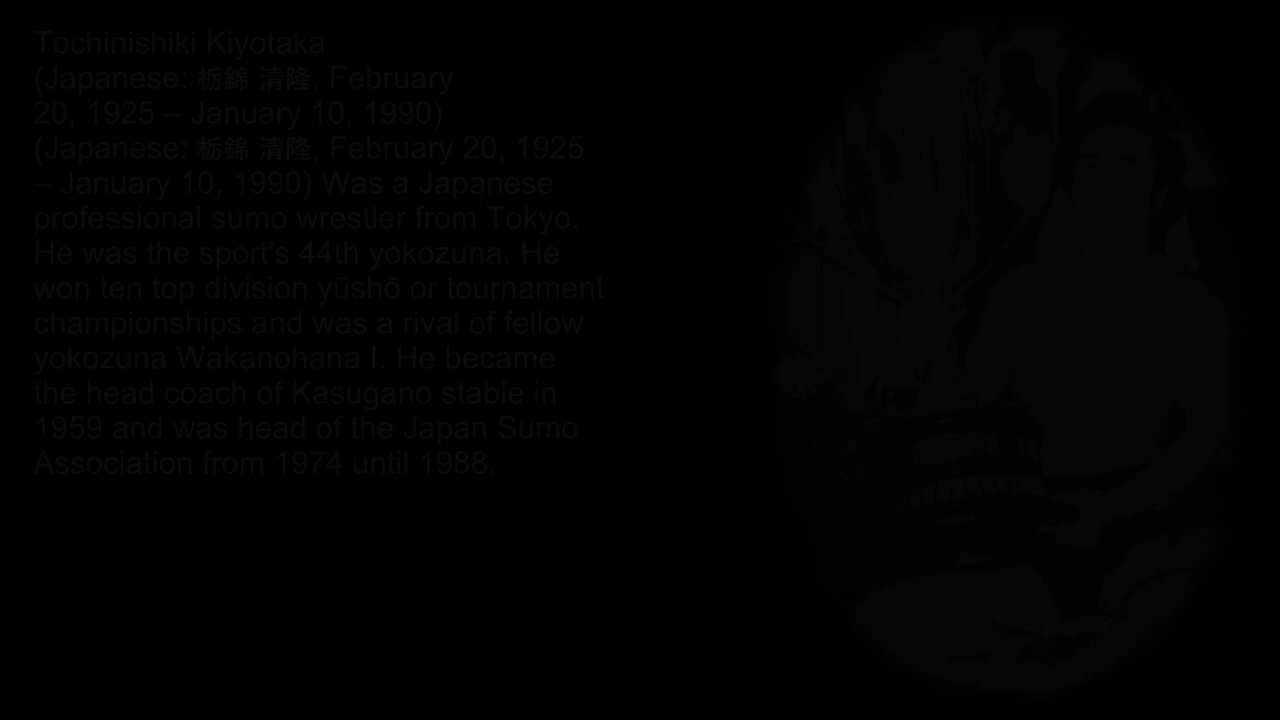 Tochinishiki Kiyotaka
(Japanese: 栃錦 清隆, February
20, 1925 – January 10, 1990)
(Japanese: 栃錦 清隆, February 20, 1925
– January 10, 1990) Was a Japanese
professional sumo wrestler from Tokyo.
He was the sport's 44th yokozuna. He
won ten top division yūshō or tournament
championships and was a rival of fellow
yokozuna Wakanohana I. He became
the head coach of Kasugano stable in
1959 and was head of the Japan Sumo
Association from 1974 until 1988.